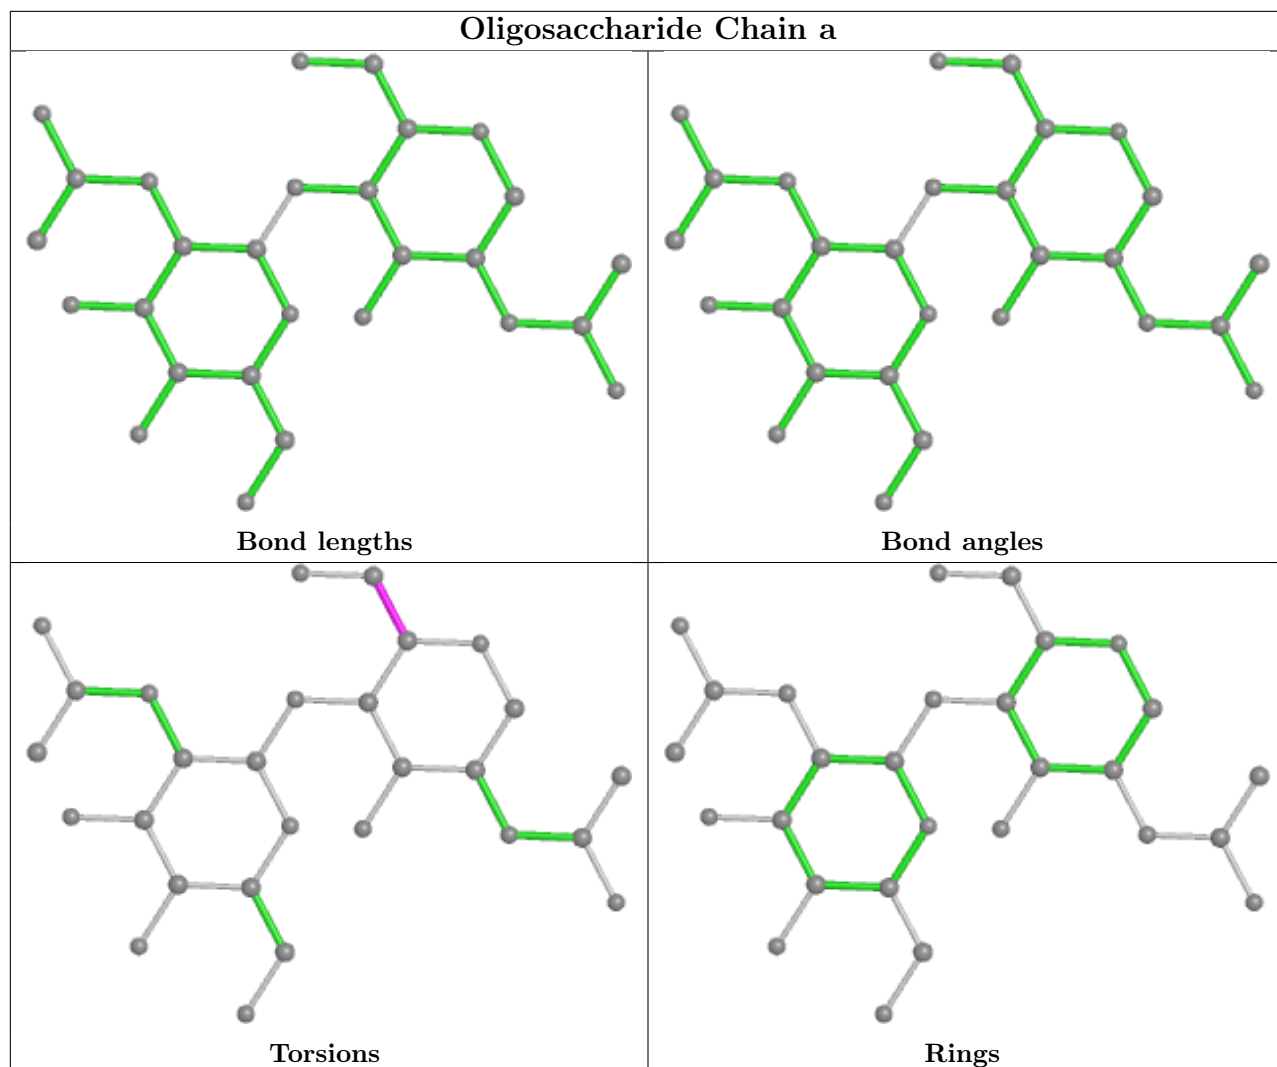 Oligosaccharide Chain a
Bond lengths
Bond angles
Torsions
Rings